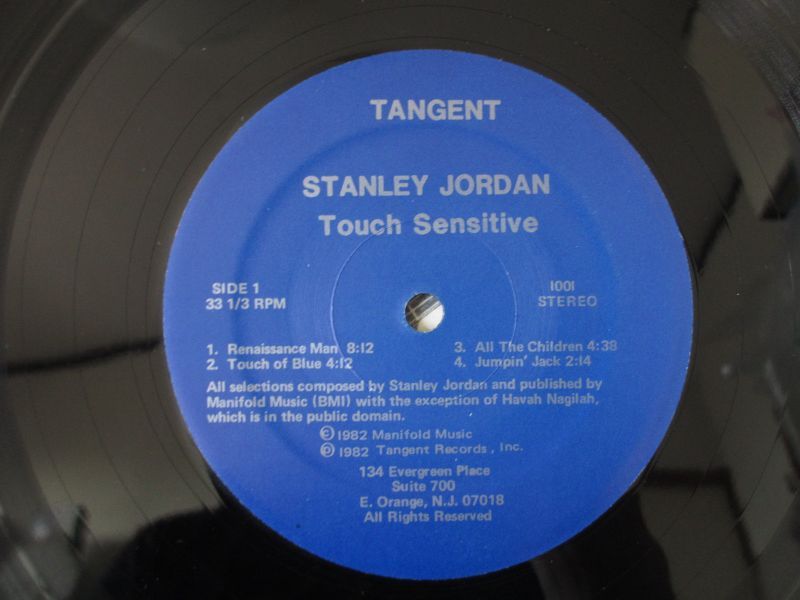 TANGENT
STANLEY JORDAN
Touch Sensitive
SIDE 1
33 1/3 RPM
1001
STEREO
1. Renaissance Man 8:12
2. Touch of Blue 4:12
3. All The Children 4:38
4. Jumpin' Jack 2:14
All selections composed by Stanley Jordan and published by
Manifold Music (BMI) with the exception of Havah Nagilah,
which is in the public domain.
©1982 Manifold Music
℗ 1982 Tangent Records, Inc.
134 Evergreen Place
Suite 700
E. Orange, N.J. 07018
All Rights Reserved